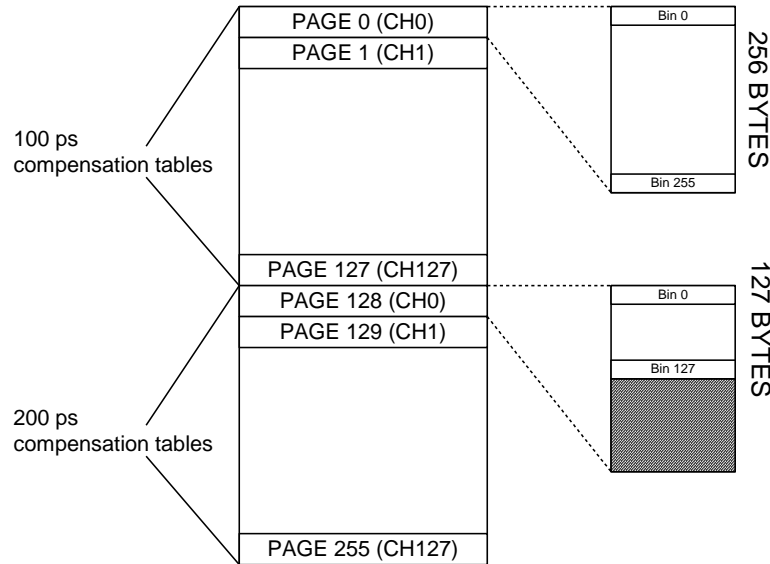 PAGE 0 (CH0)
PAGE 1 (CH1)
100 ps
compensation tables
PAGE 127 (CH127)
PAGE 128 (CH0)
PAGE 129 (CH1)
200 ps
compensation tables
PAGE 255 (CH127)
Bin 0
Bin 255
256 BYTES
Bin 0
Bin 127
127 BYTES